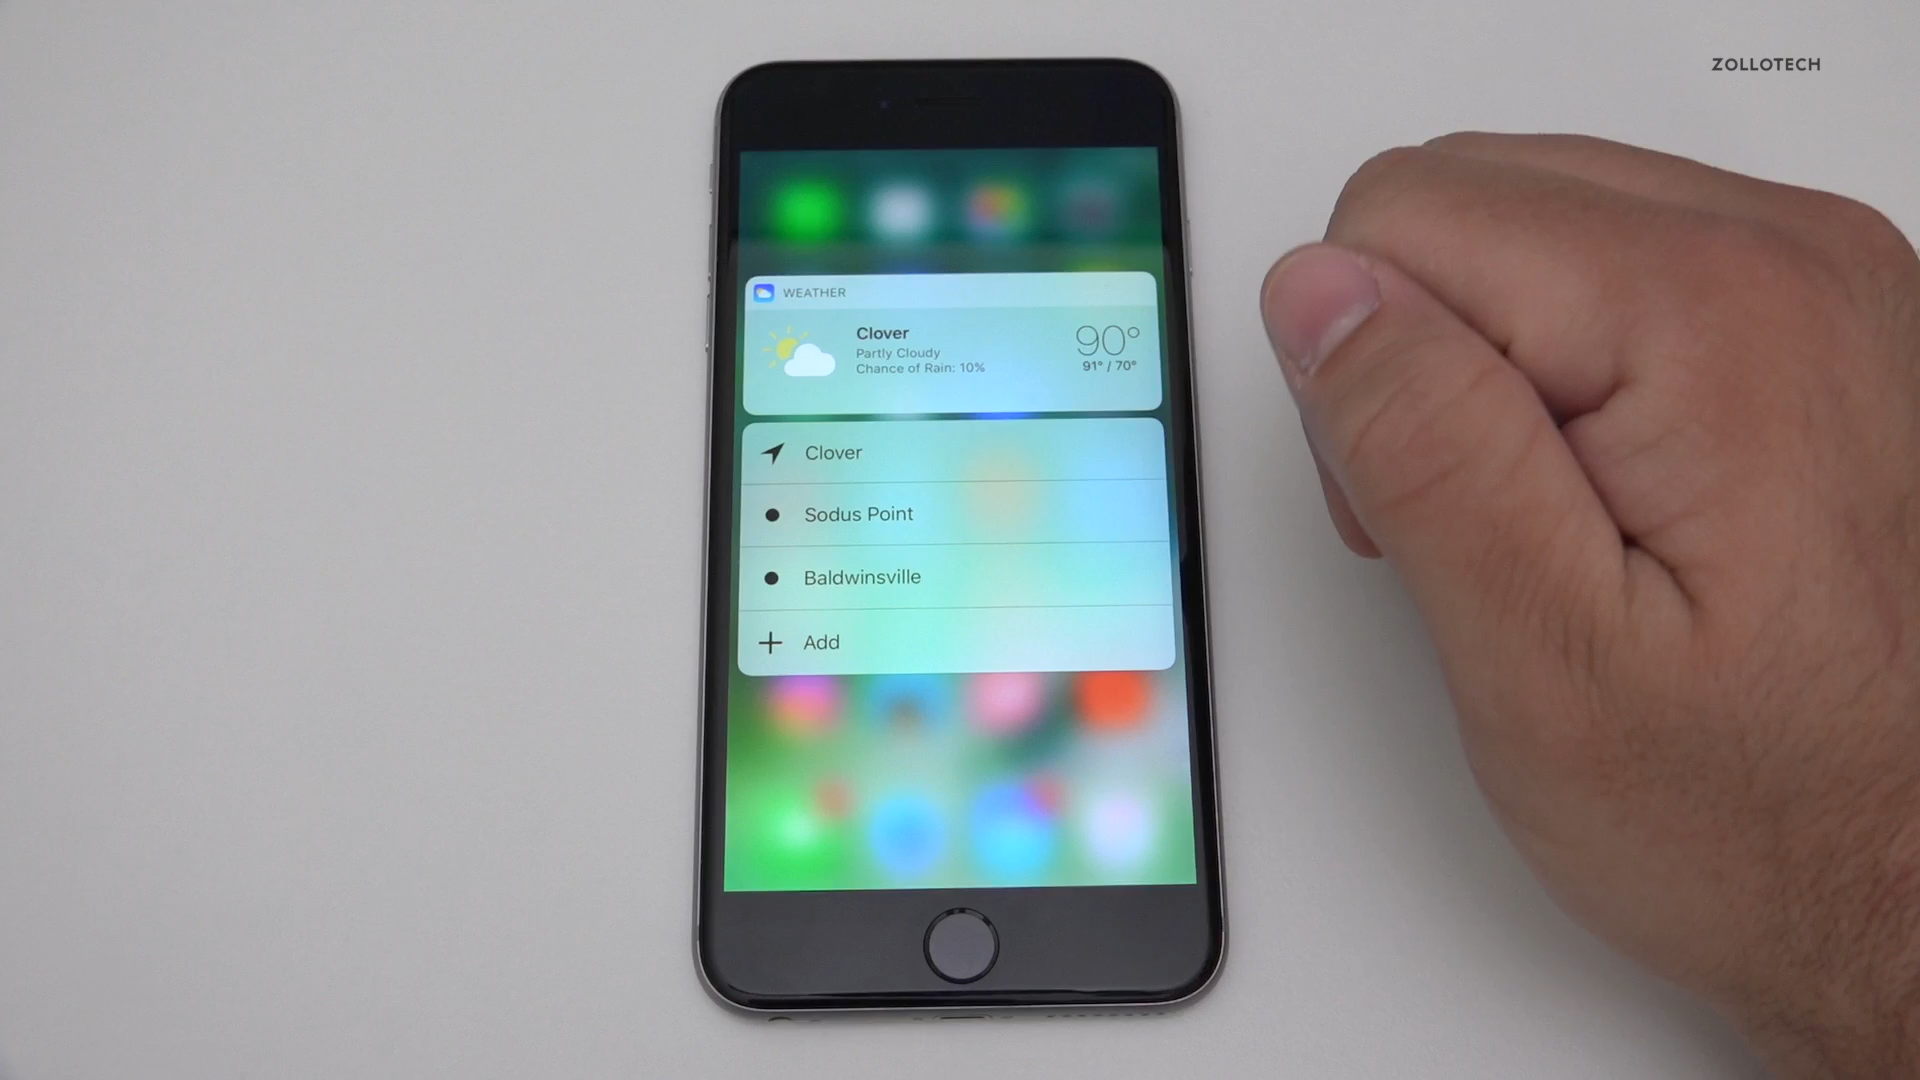 ZOLLOTECH
WEATHER
Clover
90°
Partly Cloudy
Chance of Rain: 10%
91° / 70°
Clover
Sodus Point
Baldwinsville
Add